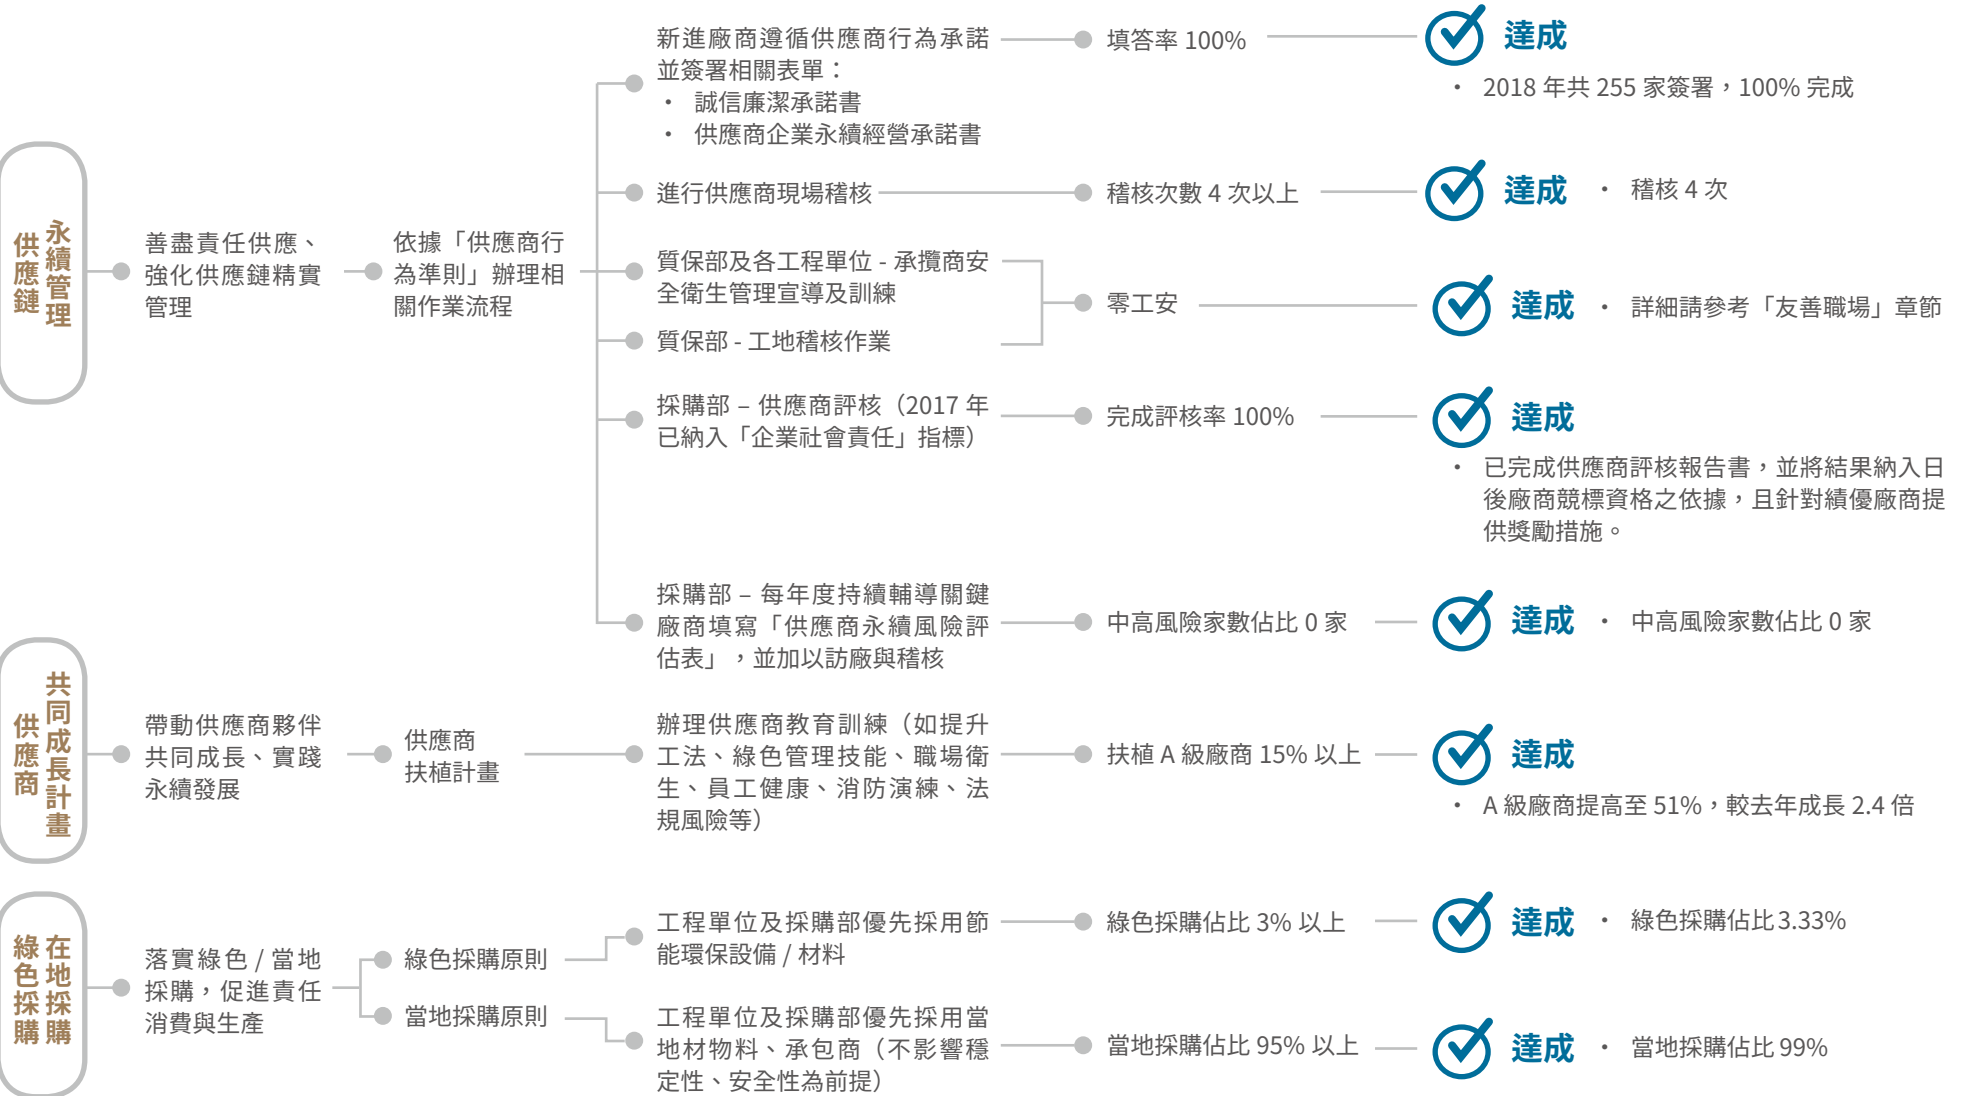 供應鏈
永續管理
善盡責任供應、
強化供應鏈精實
管理
依據「供應商行
為準則」辦理相
關作業流程
新進廠商遵循供應商行為承諾
並簽署相關表單：
• 誠信廉潔承諾書
• 供應商企業永續經營承諾書
填答率 100%
達成
• 2018 年共 255 家簽署，100% 完成
進行供應商現場稽核
稽核次數 4 次以上
達成
• 稽核 4 次
質保部及各工程單位 - 承攬商安
全衛生管理宣導及訓練
質保部 - 工地稽核作業
零工安
達成
• 詳細請參考「友善職場」章節
採購部 – 供應商評核（2017 年
已納入「企業社會責任」指標）
完成評核率 100%
達成
• 已完成供應商評核報告書，並將結果納入日
後廠商競標資格之依據，且針對績優廠商提
供獎勵措施。
採購部 – 每年度持續輔導關鍵
廠商填寫「供應商永續風險評
估表」，並加以訪廠與稽核
中高風險家數佔比 0 家
達成
• 中高風險家數佔比 0 家
供應商
共同成長計畫
帶動供應商夥伴
共同成長、實踐
永續發展
供應商
扶植計畫
辦理供應商教育訓練（如提升
工法、綠色管理技能、職場衛
生、員工健康、消防演練、法
規風險等）
扶植 A 級廠商 15% 以上
達成
• A 級廠商提高至 51%，較去年成長 2.4 倍
綠色採購
在地採購
落實綠色 / 當地
採購，促進責任
消費與生產
綠色採購原則
當地採購原則
工程單位及採購部優先採用節
能環保設備 / 材料
綠色採購佔比 3% 以上
達成
• 綠色採購佔比 3.33%
工程單位及採購部優先採用當
地材物料、承包商（不影響穩
定性、安全性為前提）
當地採購佔比 95% 以上
達成
• 當地採購佔比 99%